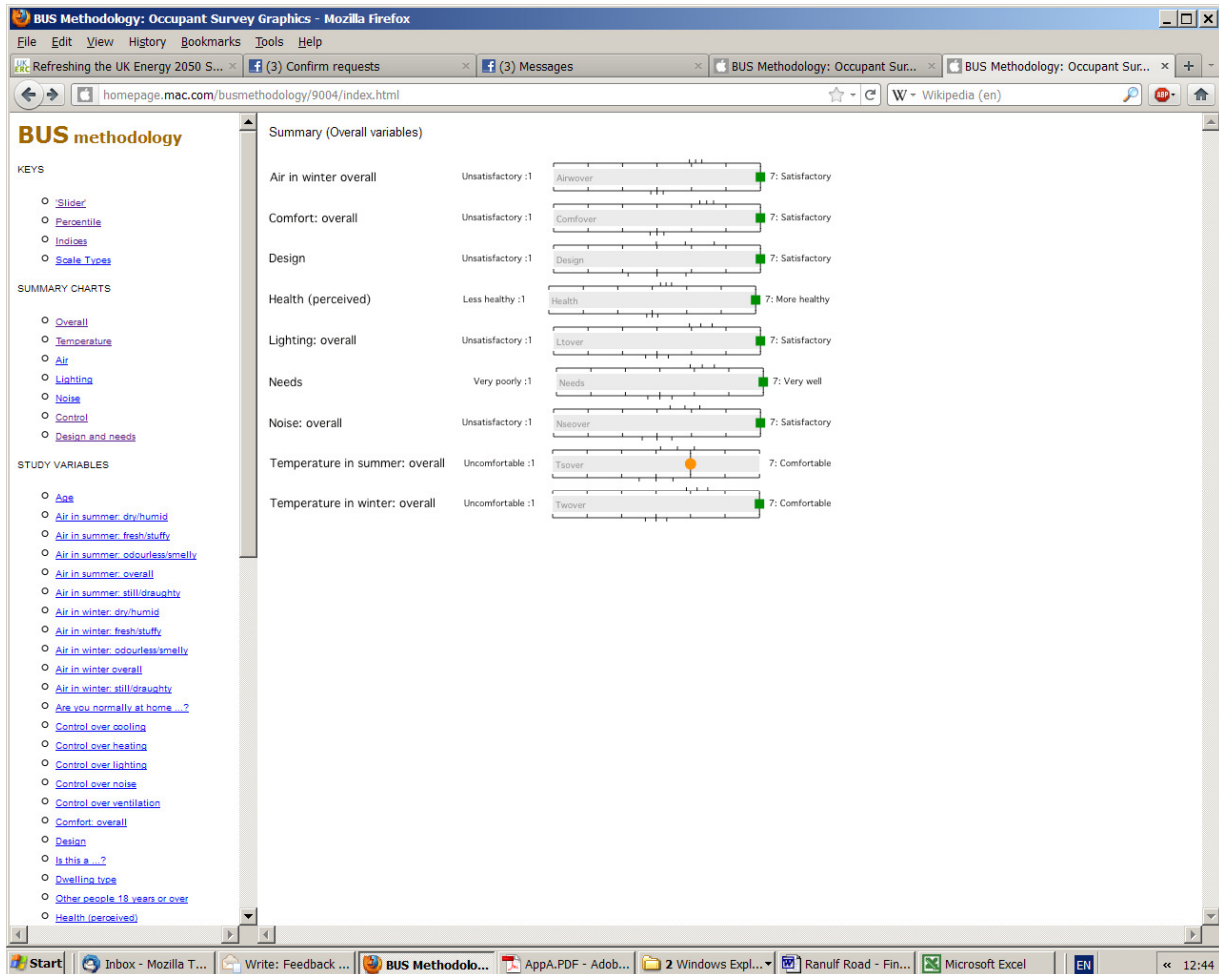 BUS Methodology: Occupant Survey Graphics - Mozilla Firefox
File Edit View History Bookmarks Tools Help
UK ERC Refreshing the UK Energy 2050 S... (3) Confirm requests (3) Messages BUS Methodology: Occupant Sur... BUS Methodology: Occupant Sur...
homepage.mac.com/busmethodology/9004/index.html W Wikipedia (en) ABP
BUS methodology
KEYS
'Slider'
Percentile
Indices
Scale Types
SUMMARY CHARTS
Overall
Temperature
Air
Lighting
Noise
Control
Design and needs
STUDY VARIABLES
Age
Air in summer: dry/humid
Air in summer: fresh/stuffy
Air in summer: odourless/smelly
Air in summer: overall
Air in summer: still/draughty
Air in winter: dry/humid
Air in winter: fresh/stuffy
Air in winter: odourless/smelly
Air in winter overall
Air in winter: still/draughty
Are you normally at home ...?
Control over cooling
Control over heating
Control over lighting
Control over noise
Control over ventilation
Comfort: overall
Design
Is this a ...?
Dwelling type
Other people 18 years or over
Health (perceived)
Summary (Overall variables)
Air in winter overall Unsatisfactory :1 Airwover 7: Satisfactory
Comfort: overall Unsatisfactory :1 Comfover 7: Satisfactory
Design Unsatisfactory :1 Design 7: Satisfactory
Health (perceived) Less healthy :1 Health 7: More healthy
Lighting: overall Unsatisfactory :1 Ltover 7: Satisfactory
Needs Very poorly :1 Needs 7: Very well
Noise: overall Unsatisfactory :1 Nseover 7: Satisfactory
Temperature in summer: overall Uncomfortable :1 Tsover 7: Comfortable
Temperature in winter: overall Uncomfortable :1 Twover 7: Comfortable
Start Inbox - Mozilla T... Write: Feedback ... BUS Methodolo... AppA.PDF - Adob... 2 Windows Expl... Ranulf Road - Fin... Microsoft Excel EN « 12:44